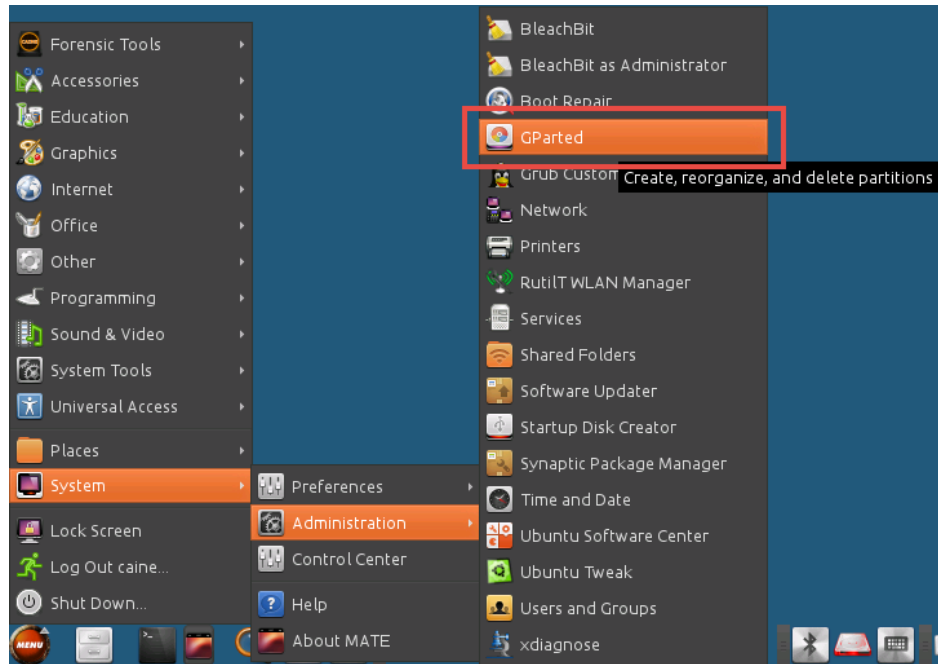 Forensic Tools
Accessories
Education
Graphics
Internet
Office
Other
Programming
Sound & Video
System Tools
Universal Access
Places
System
Lock Screen
Log Out caine...
Shut Down...
MENU
Preferences
Administration
Control Center
Help
About MATE
BleachBit
BleachBit as Administrator
Boot Repair
GParted
Grub Custom
Create, reorganize, and delete partitions
Network
Printers
RutilT WLAN Manager
Services
Shared Folders
Software Updater
Startup Disk Creator
Synaptic Package Manager
Time and Date
Ubuntu Software Center
Ubuntu Tweak
Users and Groups
xdiagnose